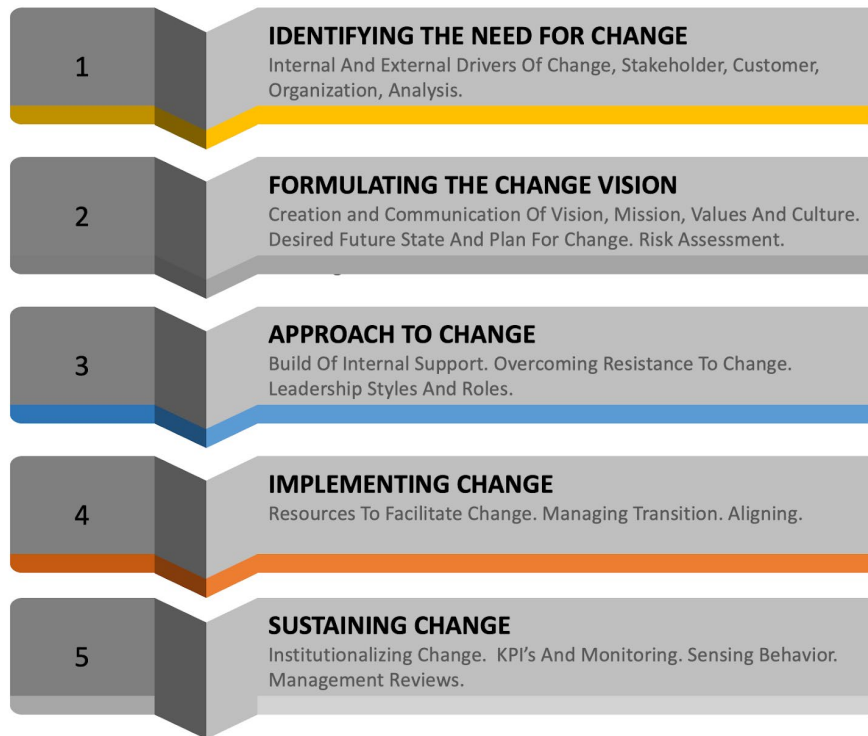 1
IDENTIFYING THE NEED FOR CHANGE
Internal And External Drivers Of Change, Stakeholder, Customer,
Organization, Analysis.
2
FORMULATING THE CHANGE VISION
Creation and Communication Of Vision, Mission, Values And Culture.
Desired Future State And Plan For Change. Risk Assessment.
3
APPROACH TO CHANGE
Build Of Internal Support. Overcoming Resistance To Change.
Leadership Styles And Roles.
4
IMPLEMENTING CHANGE
Resources To Facilitate Change. Managing Transition. Aligning.
5
SUSTAINING CHANGE
Institutionalizing Change.  KPI’s And Monitoring. Sensing Behavior.
Management Reviews.